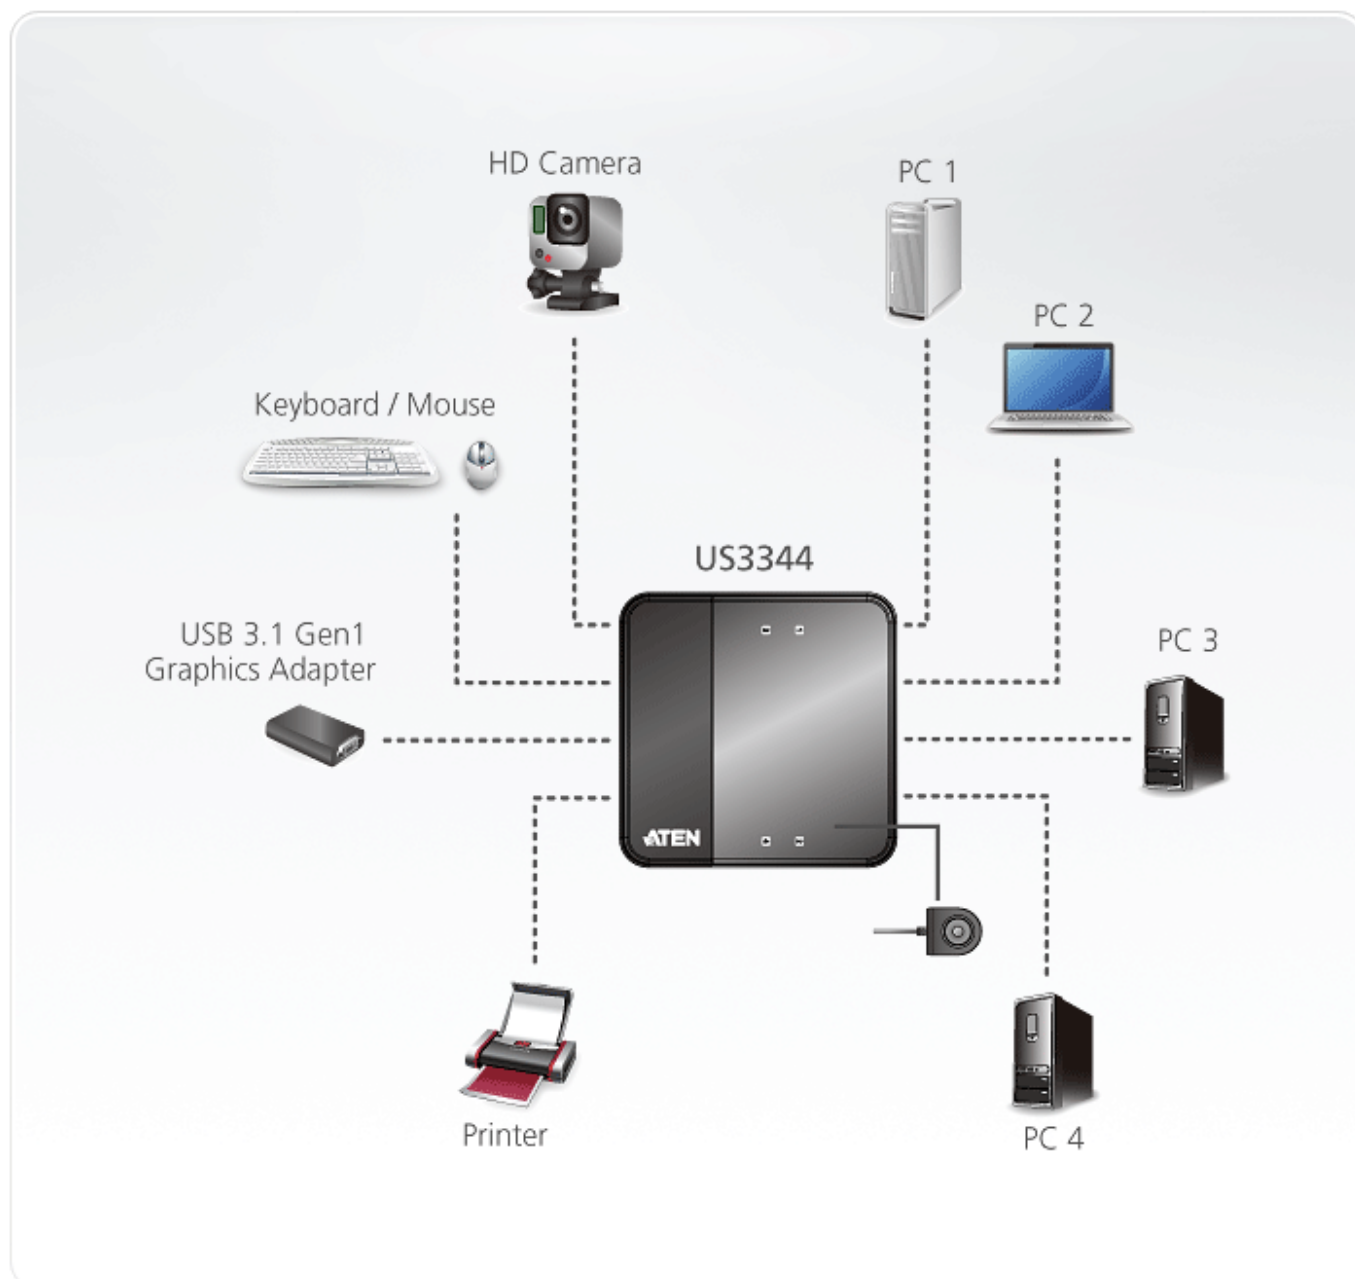 HD Camera
PC 1
PC 2
Keyboard / Mouse
US3344
USB 3.1 Gen1
Graphics Adapter
PC 3
ATEN
Printer
PC 4